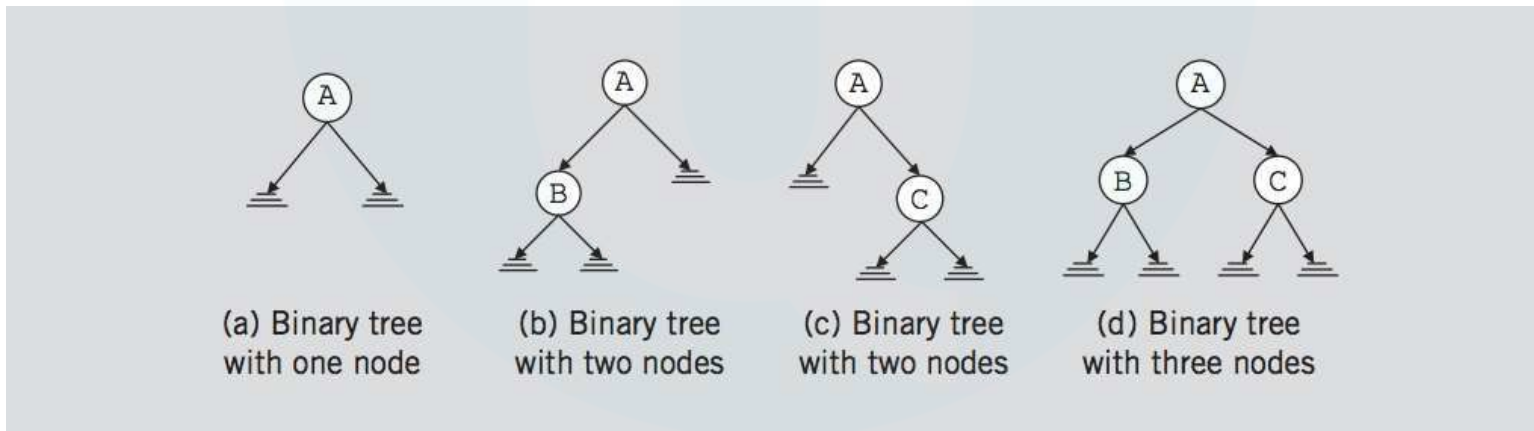 A
(a) Binary tree
with one node
A
B
(b) Binary tree
with two nodes
A
C
(c) Binary tree
with two nodes
A
B C
(d) Binary tree
with three nodes